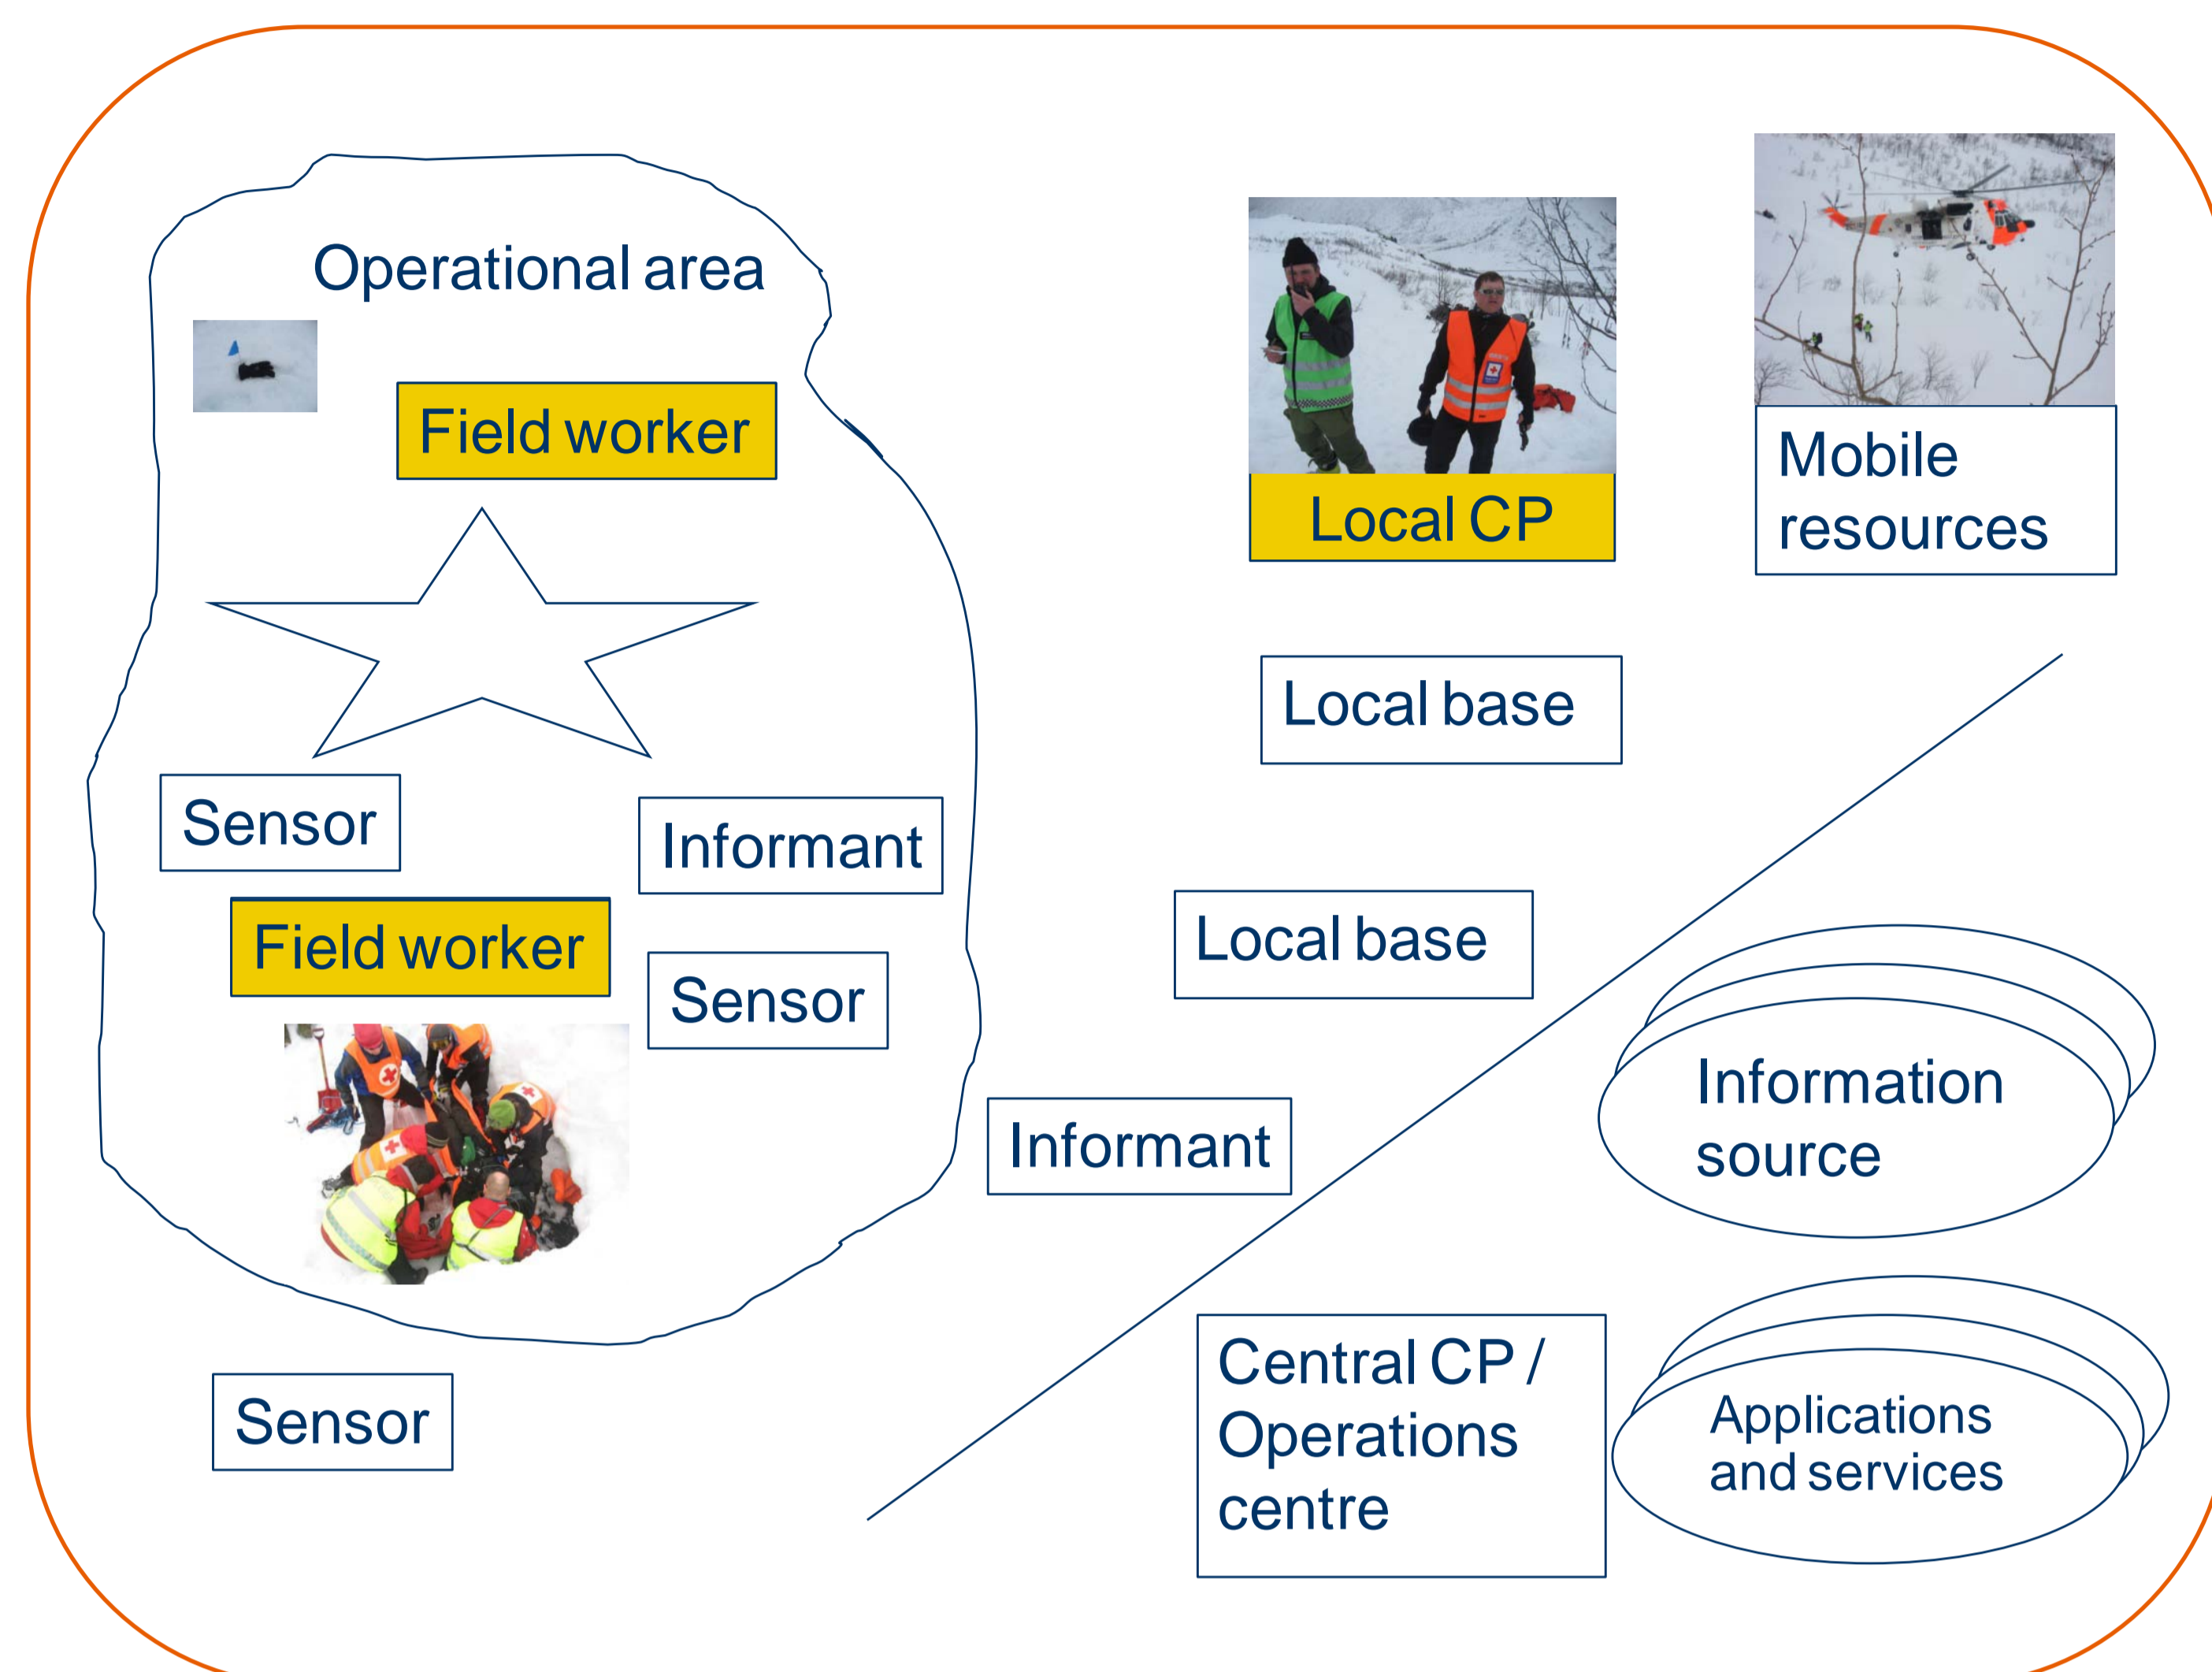 Operational area
Field worker
Sensor
Informant
Field worker
Sensor
Sensor
Local CP
Mobile
resources
Local base
Local base
Informant
Information
source
Central CP /
Operations
centre
Applications
and services